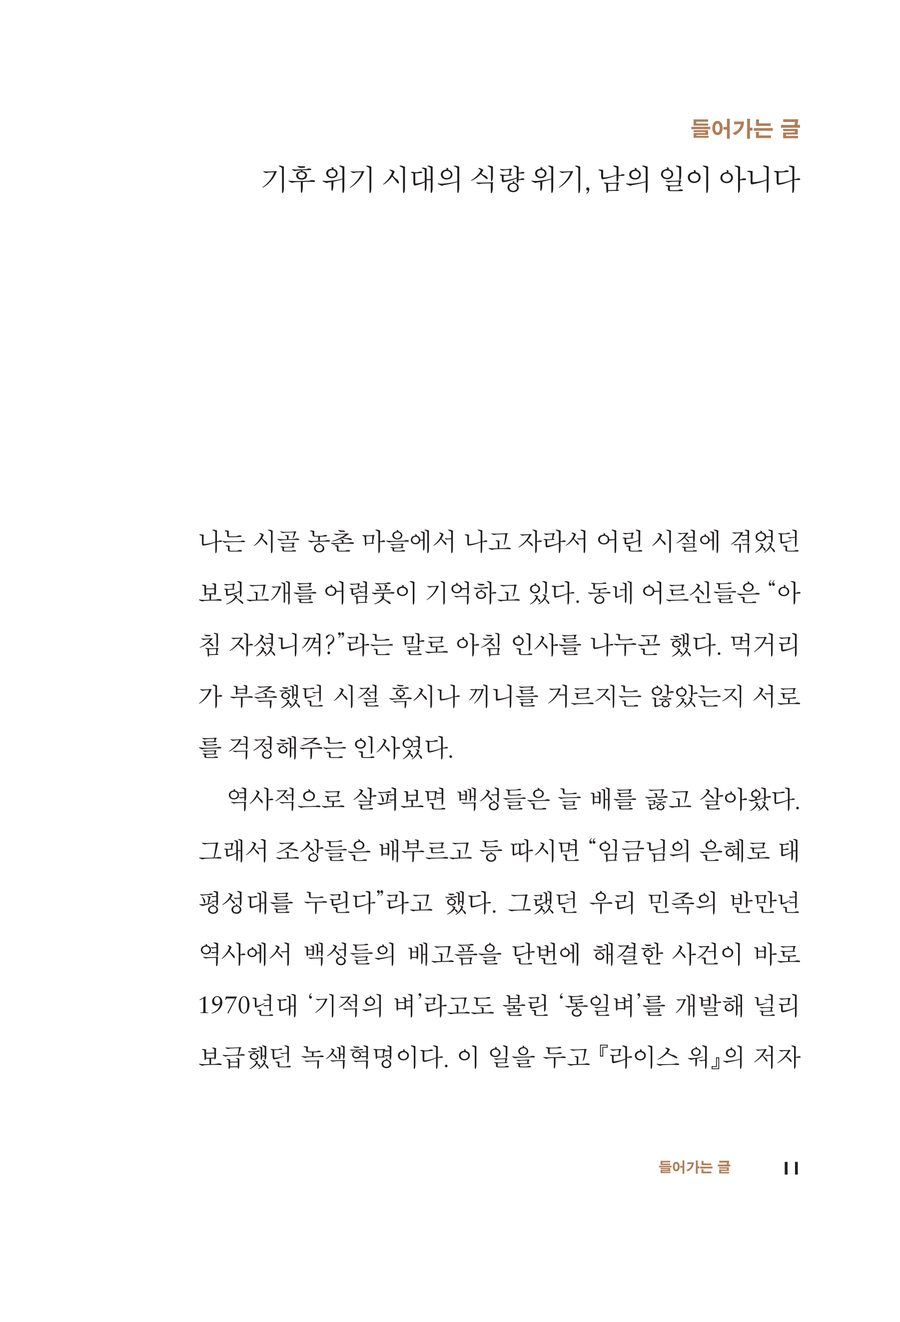 들어가는 글
기후 위기 시대의 식량 위기, 남의 일이 아니다
나는 시골 농촌 마을에서 나고 자라서 어린 시절에 겪었던
보릿고개를 어렴풋이 기억하고 있다. 동네 어르신들은 “아
침 자셨니껴?”라는 말로 아침 인사를 나누곤 했다. 먹거리
가 부족했던 시절 혹시나 끼니를 거르지는 않았는지 서로
를 걱정해주는 인사였다.
역사적으로 살펴보면 백성들은 늘 배를 곯고 살아왔다.
그래서 조상들은 배부르고 등 따시면 “임금님의 은혜로 태
평성대를 누린다”라고 했다. 그랬던 우리 민족의 반만년
역사에서 백성들의 배고픔을 단번에 해결한 사건이 바로
1970년대 ‘기적의 벼’라고도 불린 ‘통일벼’를 개발해 널리
보급했던 녹색혁명이다. 이 일을 두고 『라이스 워』의 저자
들어가는 글 11